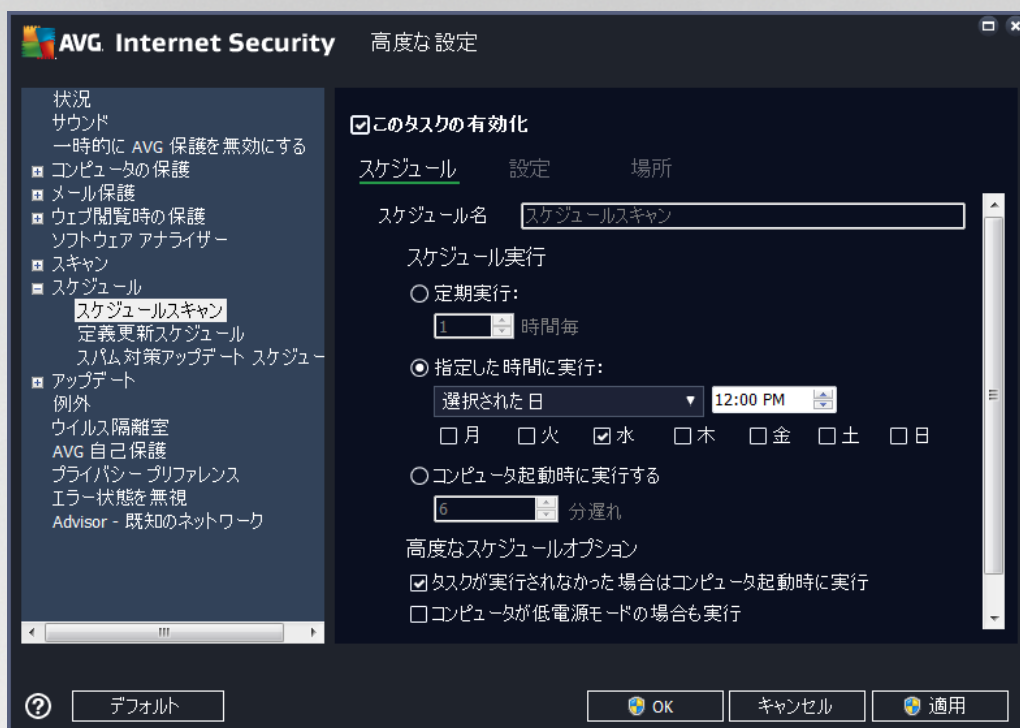 AVG. Internet Security 高度な設定
状況
サウンド
一時的に AVG 保護を無効にする
コンピュータの保護
メール保護
ウェブ閲覧時の保護
ソフトウェア アナライザー
スキャン
スケジュール
スケジュールスキャン
定義更新スケジュール
スパム対策アップデート スケジュー
アップデート
例外
ウイルス隔離室
AVG 自己保護
プライバシー プリファレンス
エラー状態を無視
Advisor - 既知のネットワーク
このタスクの有効化
スケジュール 設定 場所
スケジュール名 スケジュールスキャン
スケジュール実行
定期実行:
1 時間毎
指定した時間に実行:
選択された日 12:00 PM
月 火 水 木 金 土 日
コンピュータ起動時に実行する
6 分遅れ
高度なスケジュールオプション
タスクが実行されなかった場合はコンピュータ起動時に実行
コンピュータが低電源モードの場合も実行
? デフォルト OK キャンセル 適用